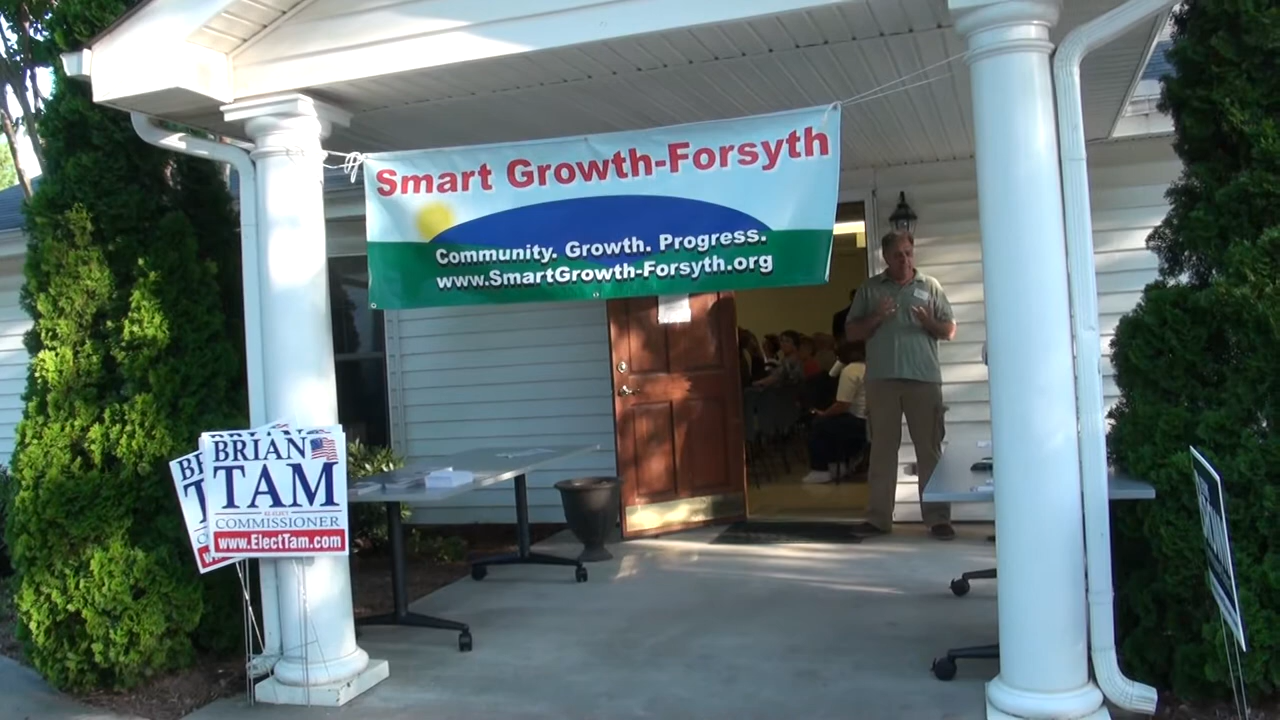 Smart Growth-Forsyth
Community. Growth. Progress.
www.SmartGrowth-Forsyth.org
BRIAN
TAM
COMMISSIONER
www.ElectTam.com